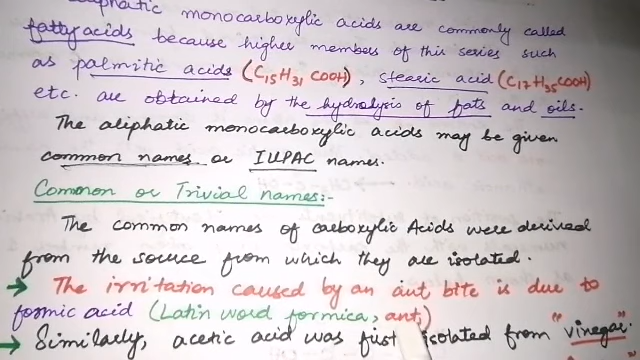 aliphatic monocarboxylic acids are commonly called
fatty acids because higher members of this series such
as palmitic acids (C15H31 COOH), stearic acid (C17H35COOH)
etc. are obtained by the hydrolysis of fats and oils.
The aliphatic monocarboxylic acids may be given
common names or IUPAC names.
Common or Trivial names:-
The common names of carboxylic Acids were derived
from the source from which they are isolated.
→ The irritation caused by an ant bite is due to
formic acid (Latin word formica, ant)
→ Similarly, acetic acid was first isolated from "vinegar".